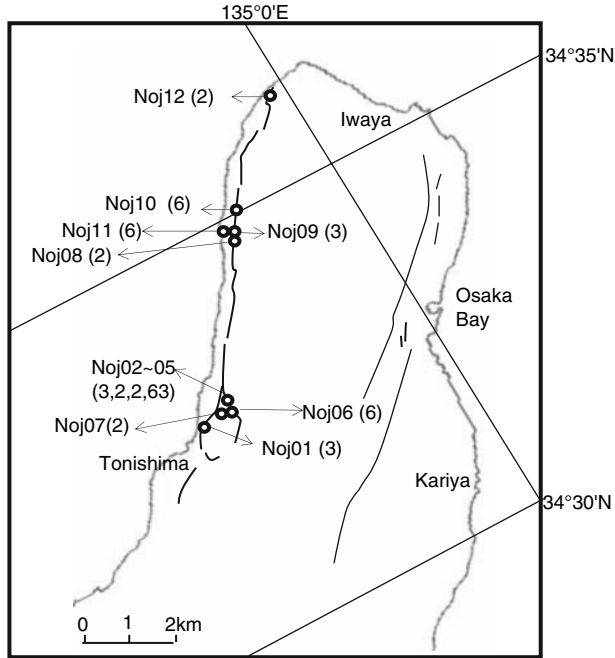 135°0'E
34°35'N
Noj12 (2)
Iwaya
Noj10 (6)
Noj11 (6)
Noj09 (3)
Noj08 (2)
Osaka
Bay
Noj02~05
(3,2,2,63)
Noj07(2)
Noj06 (6)
Noj01 (3)
Tonishima
Kariya
34°30'N
0 1 2km